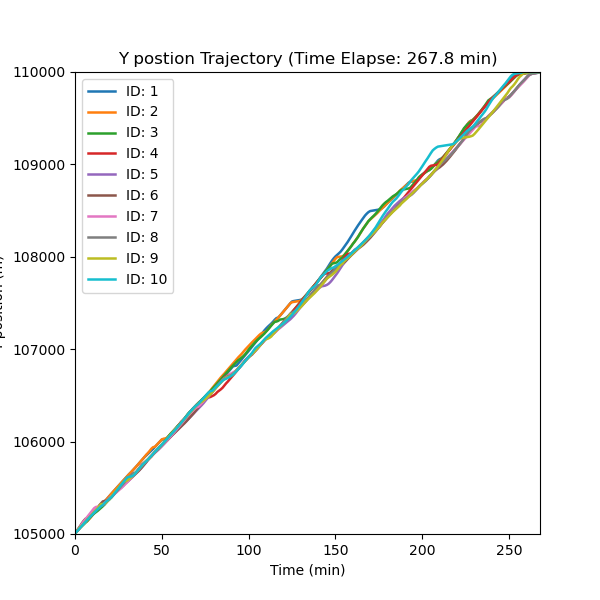 Y postion Trajectory (Time Elapse: 267.8 min)
110000
109000
108000
107000
106000
105000
ID: 1
ID: 2
ID: 3
ID: 4
ID: 5
ID: 6
ID: 7
ID: 8
ID: 9
ID: 10
0
50
100
150
200
250
Time (min)